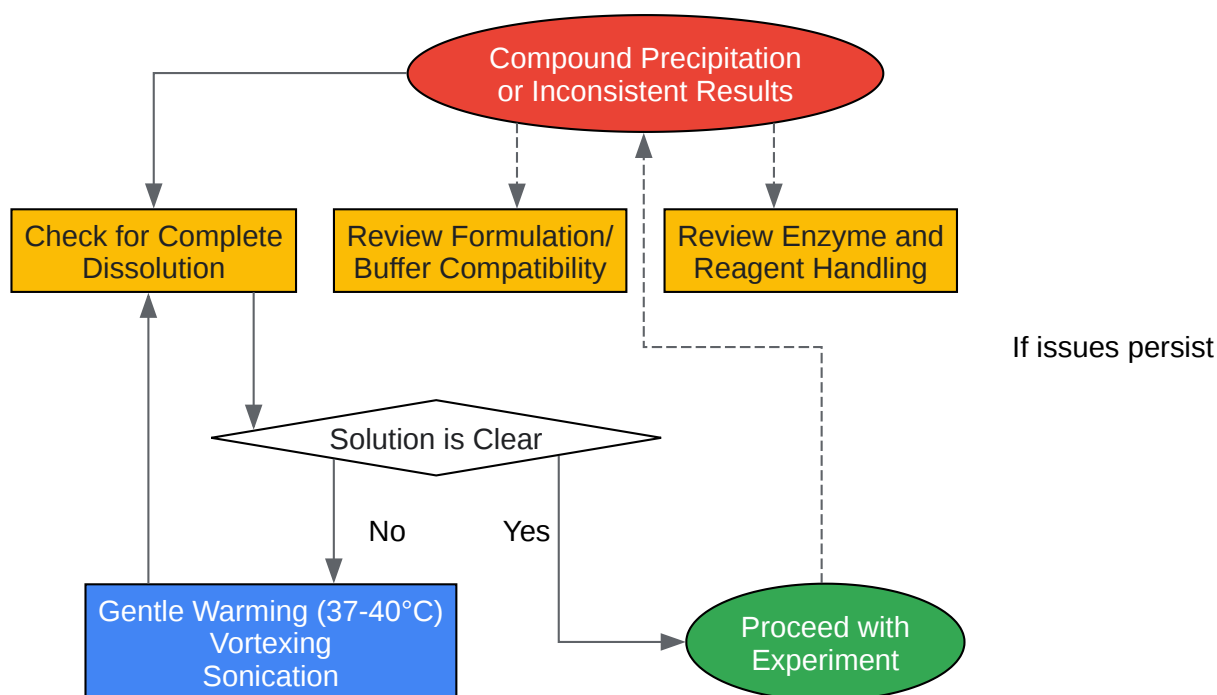 Compound Precipitation
or Inconsistent Results
Check for Complete
Dissolution
Review Formulation/
Buffer Compatibility
Review Enzyme and
Reagent Handling
If issues persist
Solution is Clear
No
Yes
Gentle Warming (37-40°C)
Vortexing
Sonication
Proceed with
Experiment